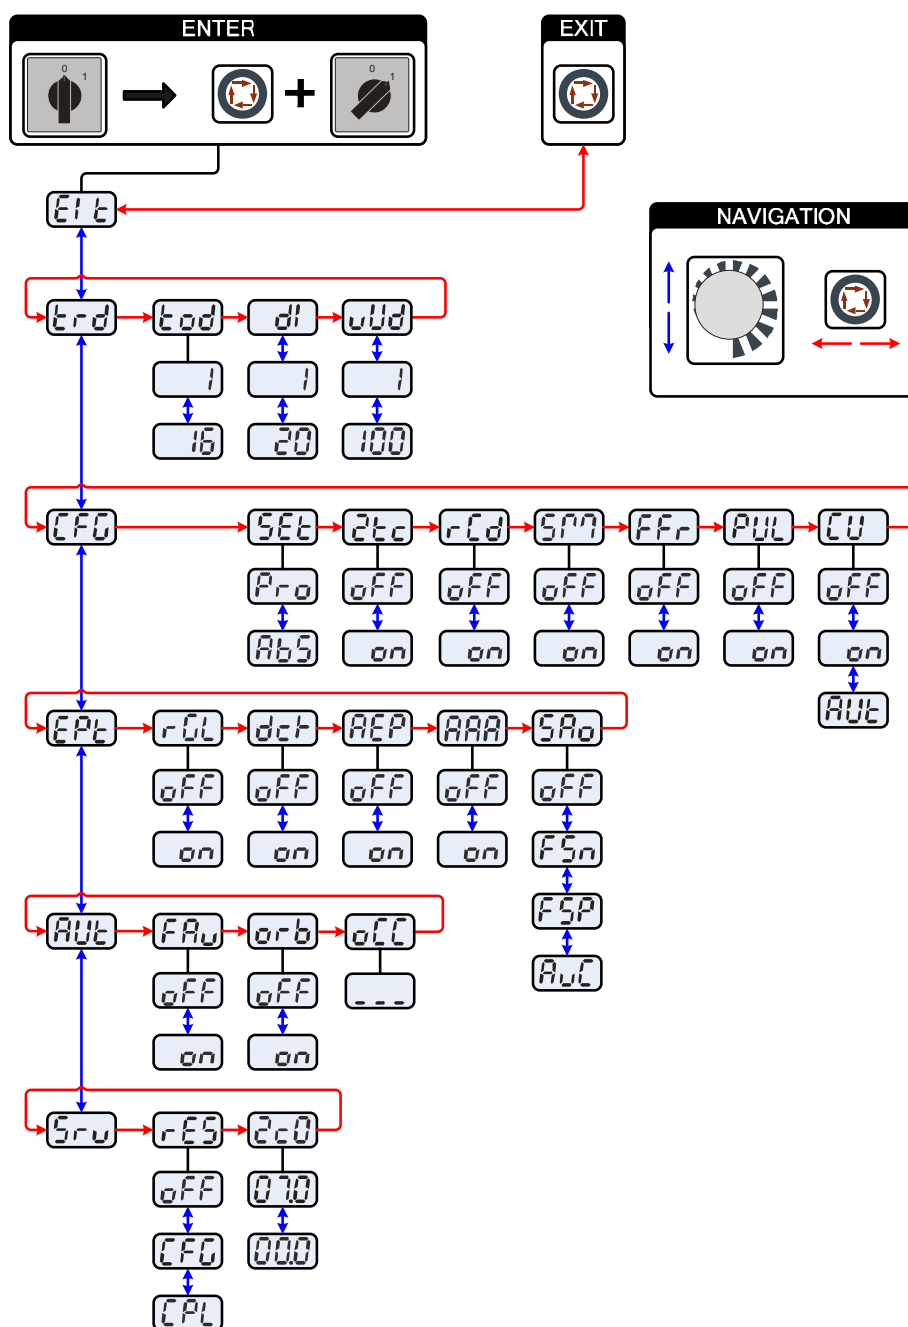 ENTER EXIT
0 1 0 1
EIt
NAVIGATION
trd tod dI uUd
1 1 1
16 20 100
CFG SEt 2tc rCd SM FFr PUL CU
Pro oFF oFF oFF oFF oFF oFF
AbS on on on on on on
AUt
EPt rGL dct AEP AAA SAo
oFF oFF oFF oFF oFF
on on on on FSn
FSP
AUt FAu orb oCC
AuC
oFF oFF _ _ _
on on
Sru rES 2c0
oFF 07.0
CFG 00.0
CPL